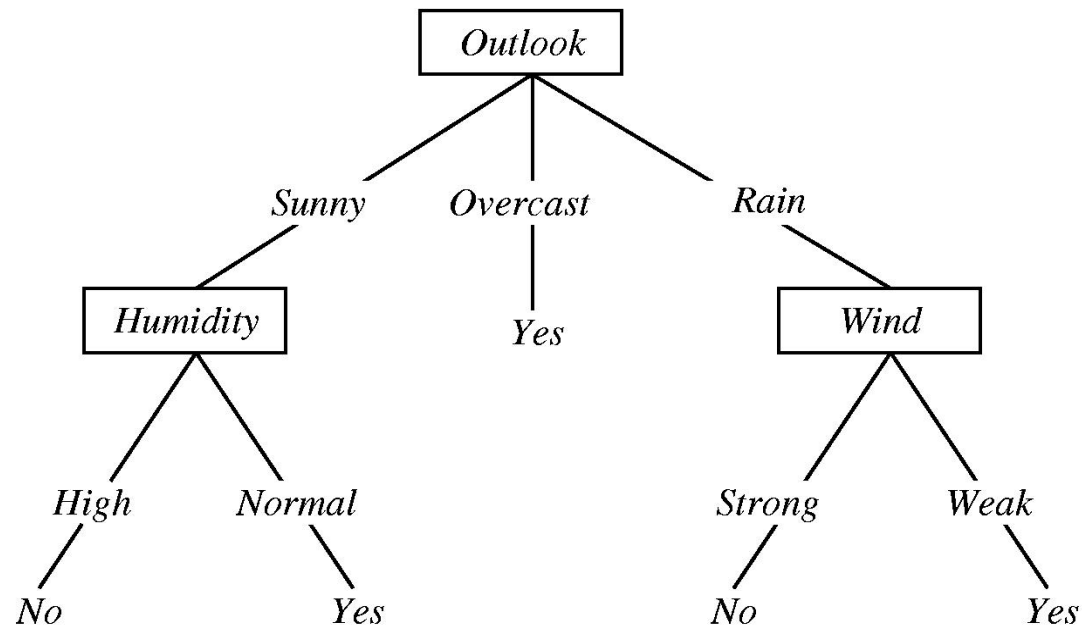 Outlook
Sunny Overcast Rain
Humidity Yes Wind
High Normal Strong Weak
No Yes No Yes